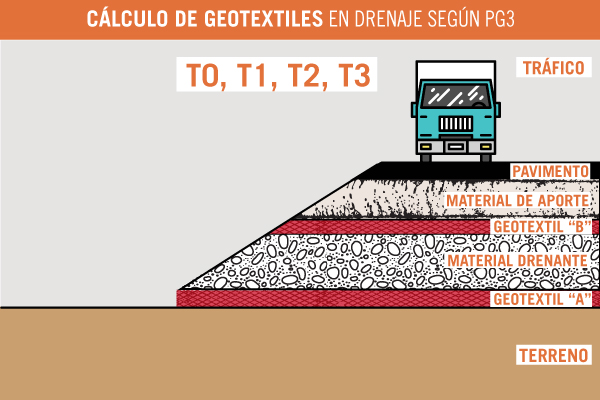 CÁLCULO DE GEOTEXTILES EN DRENAJE SEGÚN PG3
T0, T1, T2, T3
TRÁFICO
PAVIMENTO
MATERIAL DE APORTE
GEOTEXTIL “B”
MATERIAL DRENANTE
GEOTEXTIL “A”
TERRENO